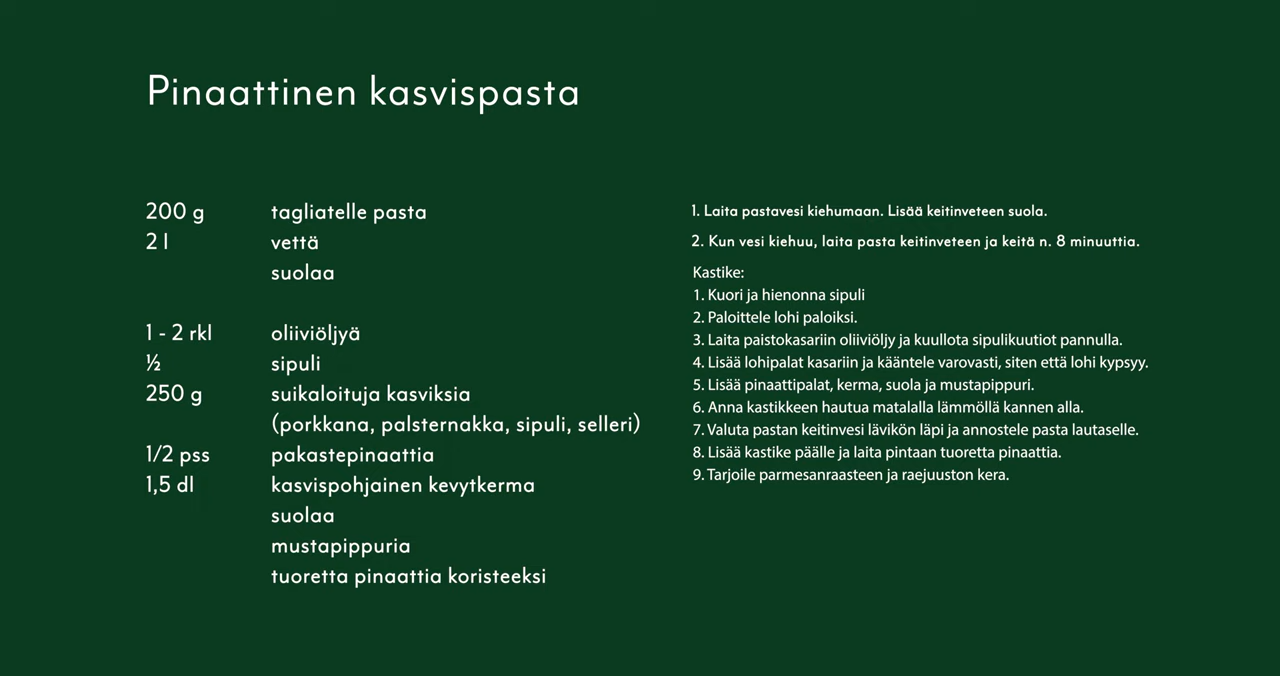 Pinaattinen kasvispasta
200 g tagliatelle pasta
2 l vettä
suolaa
1 - 2 rkl oliiviöljyä
½ sipuli
250 g suikaloituja kasviksia
(porkkana, palsternakka, sipuli, selleri)
1/2 pss pakastepinaattia
1,5 dl kasvispohjainen kevytkerma
suolaa
mustapippuria
tuoretta pinaattia koristeeksi
1. Laita pastavesi kiehumaan. Lisää keitinveteen suola.
2. Kun vesi kiehuu, laita pasta keitinveteen ja keitä n. 8 minuuttia.
Kastike:
1. Kuori ja hienonna sipuli
2. Paloittele lohi paloiksi.
3. Laita paistokasariin oliiviöljy ja kuullota sipulikuutiot pannulla.
4. Lisää lohipalat kasariin ja kääntele varovasti, siten että lohi kypsyy.
5. Lisää pinaattipalat, kerma, suola ja mustapippuri.
6. Anna kastikkeen hautua matalalla lämmöllä kannen alla.
7. Valuta pastan keitinvesi lävikön läpi ja annostele pasta lautaselle.
8. Lisää kastike päälle ja laita pintaan tuoretta pinaattia.
9. Tarjoile parmesanraasteen ja raejuuston kera.